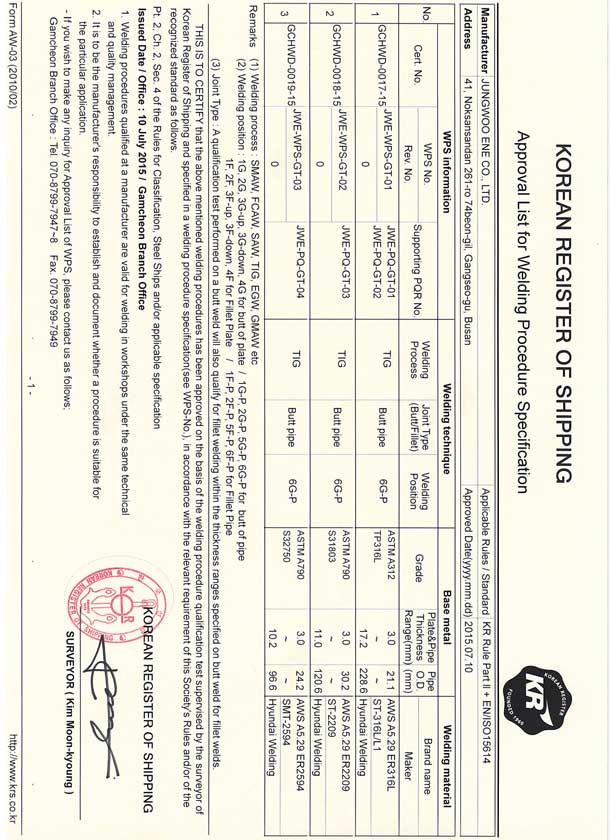 KOREAN REGISTER OF SHIPPING
Approval List for Welding Procedure Specification
KOREAN REGISTER
KR
FOUNDED 1960
Manufacturer JUNGWOO ENE CO., LTD. Applicable Rules / Standard KR Rule Part II + EN/ISO15614
Address 41, Noksansandan 261-ro 74beon-gil, Gangseo-gu, Busan Approved Date(yyyy.mm.dd) 2015.07.10
WPS information Welding technique Base metal Welding material
No. Cert. No. WPS No. Supporting PQR No. Welding Joint Type Welding Grade Plate&Pipe Pipe Brand name
Rev. No. Process (Butt/Fillet) Position Thickness O.D Maker
Range(mm) (mm)
1 GCHWD-0017-15 JWE-WPS-GT-01 JWE-PQ-GT-01 TIG Butt pipe 6G-P ASTM A312 3.0 21.1 AWS A5.29 ER316L
0 JWE-PQ-GT-02 TP316L ~ ~ ST-316L/L1
17.2 228.6 Hyundai Welding
2 GCHWD-0018-15 JWE-WPS-GT-02 JWE-PQ-GT-03 TIG Butt pipe 6G-P ASTM A790 3.0 30.2 AWS A5.29 ER2209
0 S31803 ~ ~ ST-2209
11.0 120.6 Hyundai Welding
3 GCHWD-0019-15 JWE-WPS-GT-03 JWE-PQ-GT-04 TIG Butt pipe 6G-P ASTM A790 3.0 24.2 AWS A5.29 ER2594
0 S32750 ~ ~ SMT-2594
10.2 96.6 Hyundai Welding
Remarks (1) Welding process : SMAW, FCAW, SAW, TIG, EGW, GMAW etc
(2) Welding position : 1G, 2G, 3G-up, 3G-down, 4G for butt of plate / 1G-P, 2G-P, 5G-P, 6G-P for butt of pipe
1F, 2F, 3F-up, 3F-down, 4F for Fillet Plate / 1F-P, 2F-P, 5F-P, 6F-P for Fillet Pipe
(3) Joint Type : A qualification test performed on a butt weld will also qualify for fillet welding within the thickness ranges specified on butt weld for fillet welds.
THIS IS TO CERTIFY that the above mentioned welding procedures has been approved on the basis of the welding procedure qualification test supervised by the surveyor of
Korean Register of Shipping and specified in a welding procedure specification(see WPS-No.), in accordance with the relevant requirement of this Society's Rules and/or of the
recognized standard as follows.
Pt. 2, Ch. 2, Sec. 4 of the Rules for Classification, Steel Ships and/or applicable specification
Issued Date / Office : 10 July 2015 / Gamcheon Branch Office
1. Welding procedures qualified at a manufacturer are valid for welding in workshops under the same technical
and quality management.
2. It is to be the manufacturer's responsibility to establish and document whether a procedure is suitable for
the particular application.
- If you wish to make any inquiry for Approval List of WPS, please contact us as follows;
Gamcheon Branch Office : Tel. 070-8799-7947~8 Fax. 070-8799-7949
KOREAN REGISTER OF SHIPPING
KOREAN REGISTER OF SHIPPING
KR
SURVEYOR ( Kim Moon-kyoung )
- 1 -
Form AW-03 (2010/02) http://www.krs.co.kr